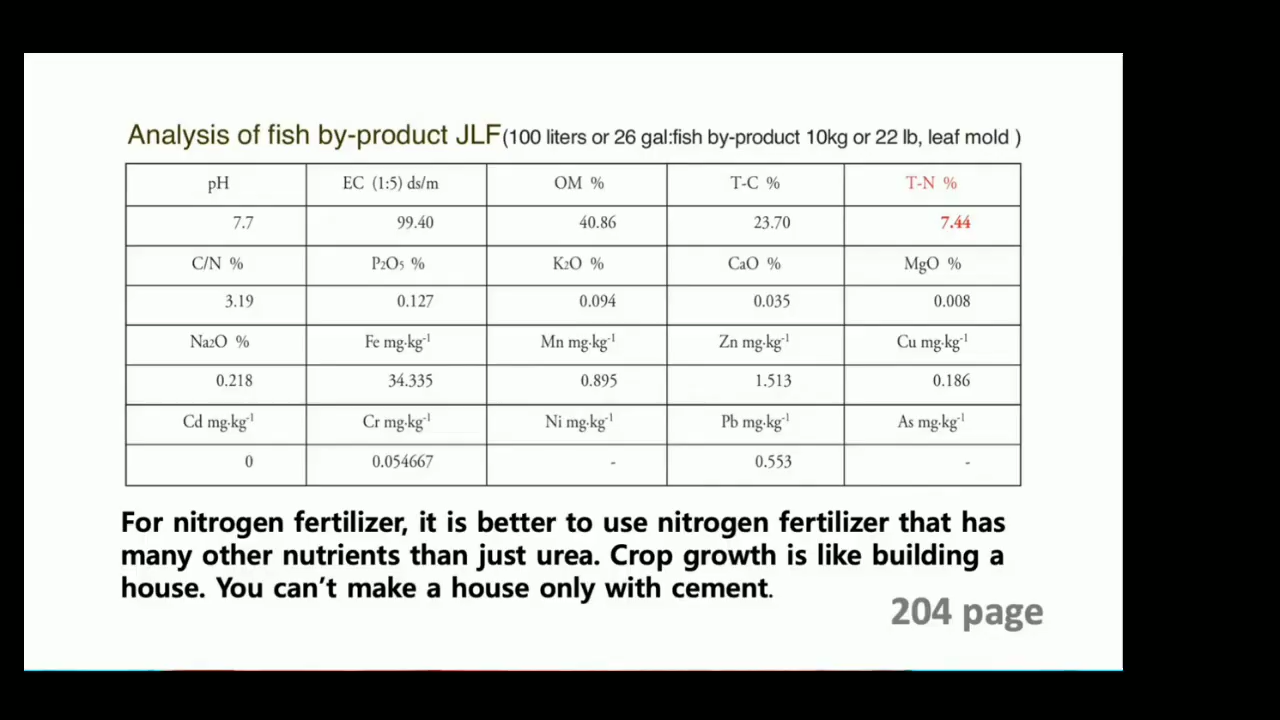 Analysis of fish by-product JLF(100 liters or 26 gal:fish by-product 10kg or 22 lb, leaf mold )
pH EC (1:5) ds/m OM % T-C % T-N %
7.7 99.40 40.86 23.70 7.44
C/N % P2O5 % K2O % CaO % MgO %
3.19 0.127 0.094 0.035 0.008
Na2O % Fe mg·kg-1 Mn mg·kg-1 Zn mg·kg-1 Cu mg·kg-1
0.218 34.335 0.895 1.513 0.186
Cd mg·kg-1 Cr mg·kg-1 Ni mg·kg-1 Pb mg·kg-1 As mg·kg-1
0 0.054667 - 0.553 -
For nitrogen fertilizer, it is better to use nitrogen fertilizer that has
many other nutrients than just urea. Crop growth is like building a
house. You can’t make a house only with cement.
204 page